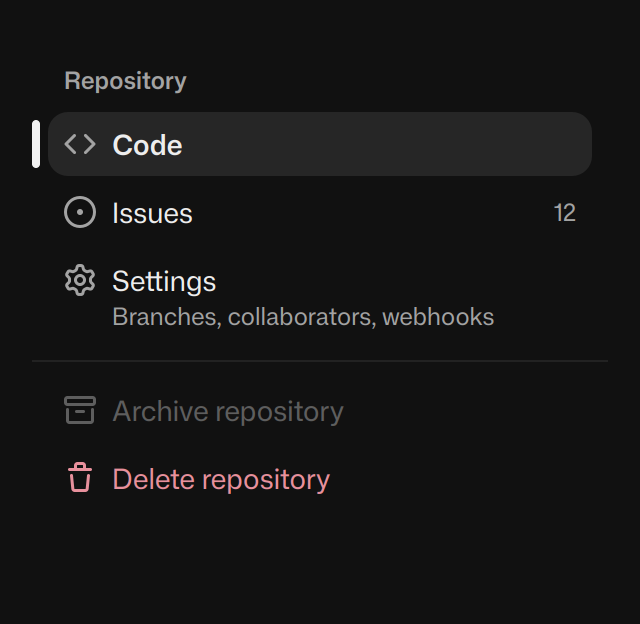 Repository
Code
Issues 12
Settings
Branches, collaborators, webhooks
Archive repository
Delete repository